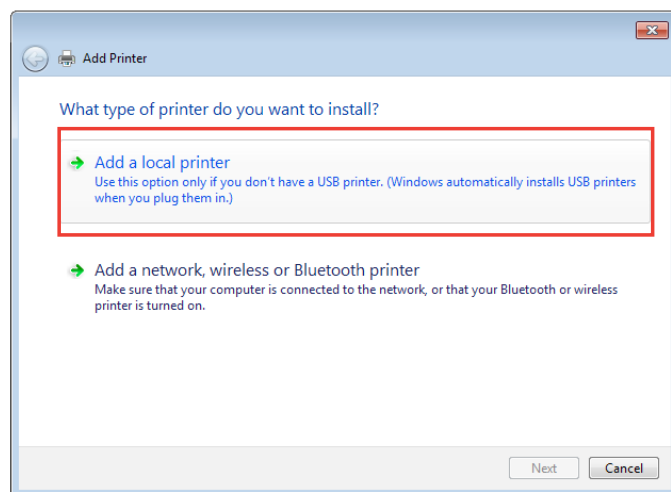 Add Printer
What type of printer do you want to install?
Add a local printer
Use this option only if you don't have a USB printer. (Windows automatically installs USB printers
when you plug them in.)
Add a network, wireless or Bluetooth printer
Make sure that your computer is connected to the network, or that your Bluetooth or wireless
printer is turned on.
Next
Cancel